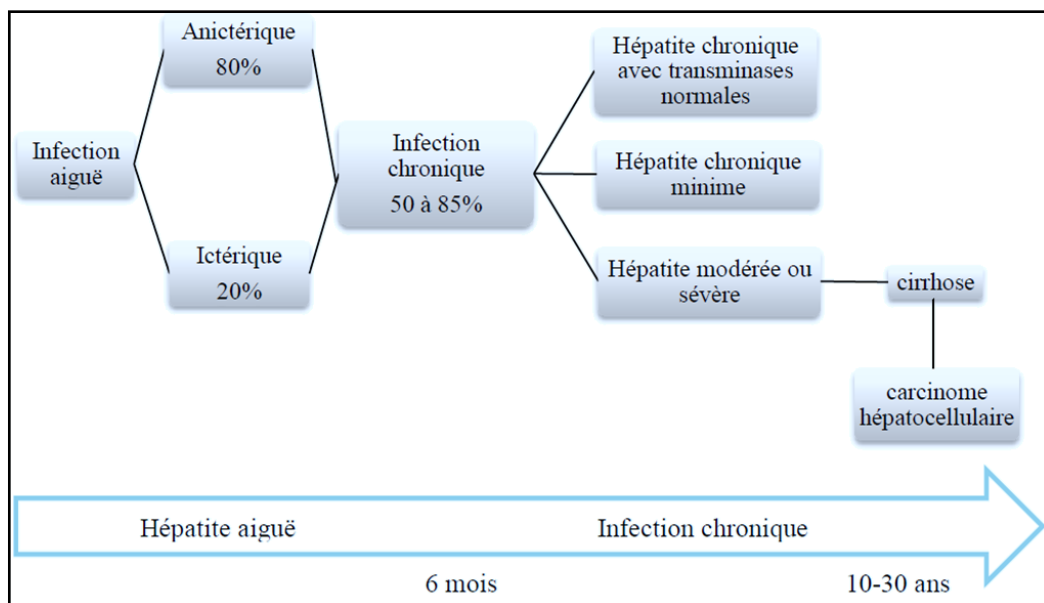 Infection
aiguë
Anictérique
80%
Ictérique
20%
Infection
chronique
50 à 85%
Hépatite chronique
avec transminases
normales
Hépatite chronique
minime
Hépatite modérée ou
sévère
cirrhose
carcinome
hépatocellulaire
Hépatite aiguë
Infection chronique
6 mois
10-30 ans